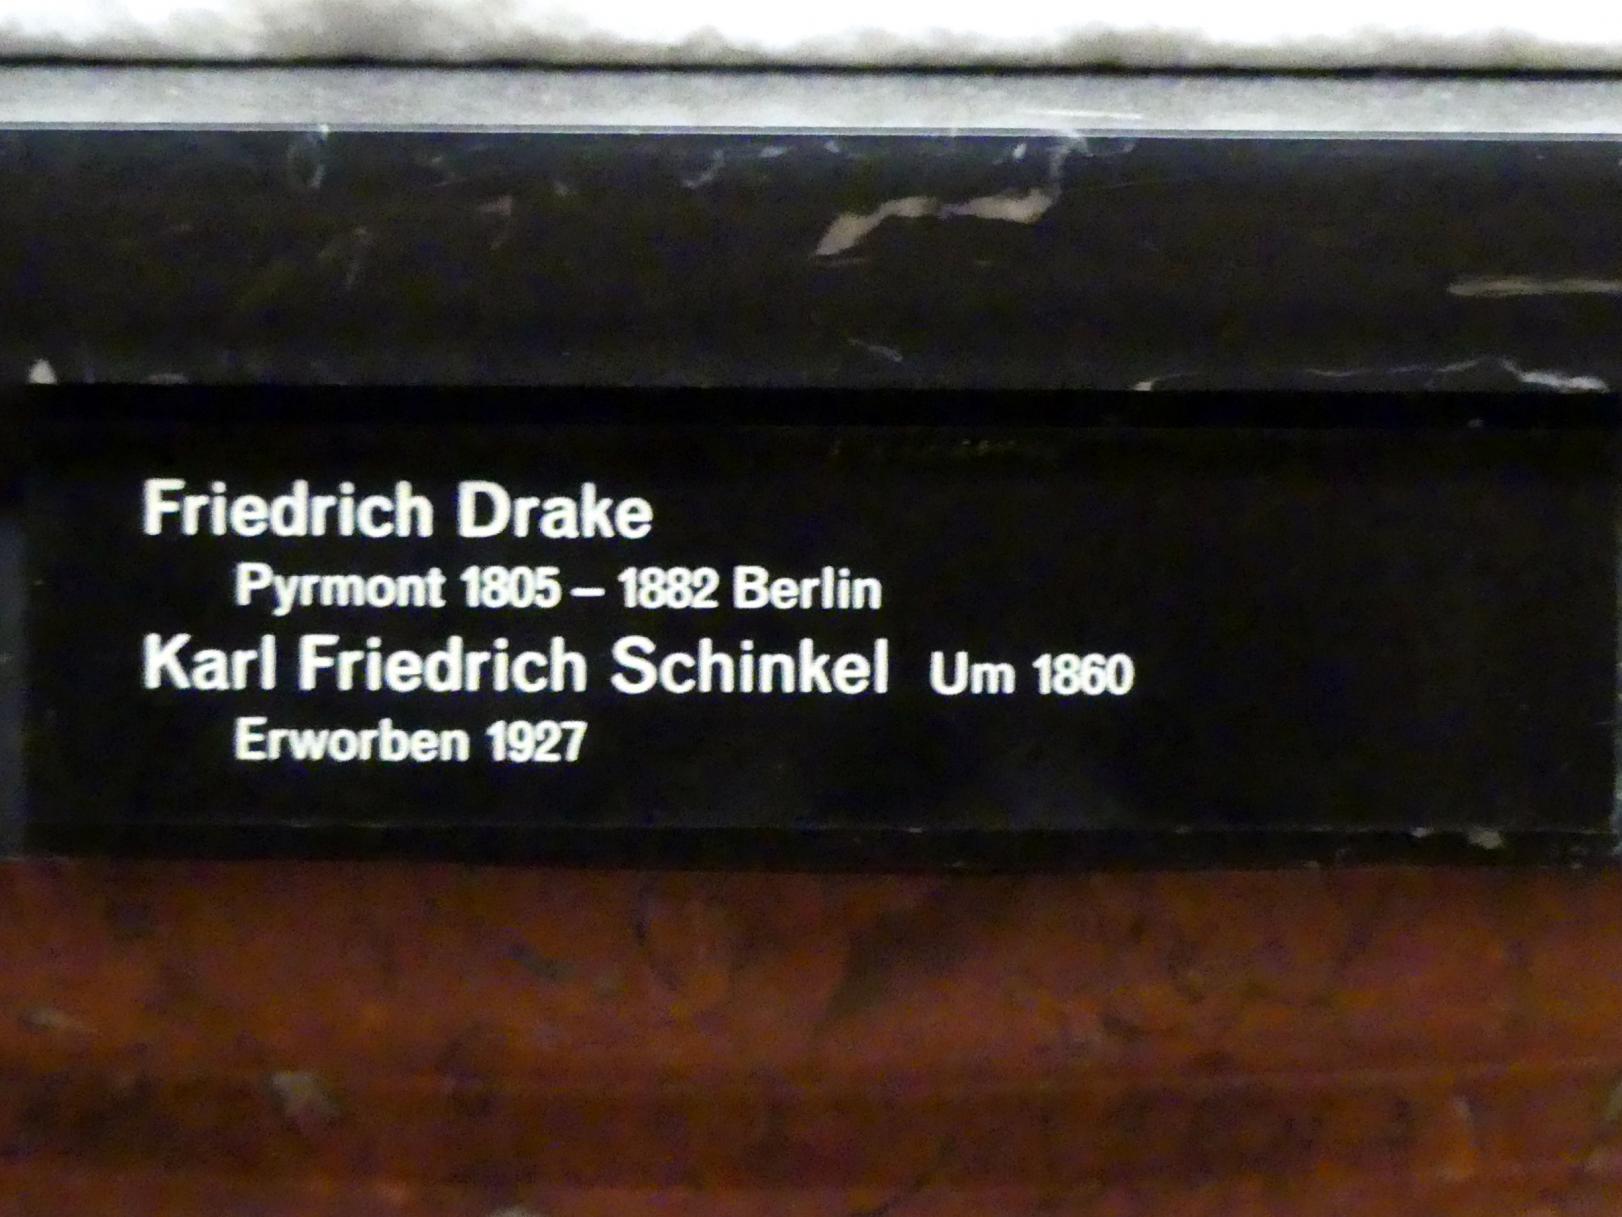 Friedrich Drake
Pyrmont 1805 – 1882 Berlin
Karl Friedrich Schinkel Um 1860
Erworben 1927